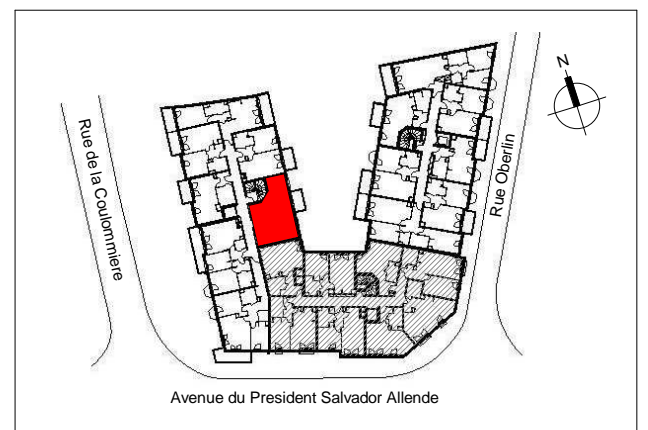 N
Rue de la Coulommiere
Rue Oberlin
Avenue du President Salvador Allende